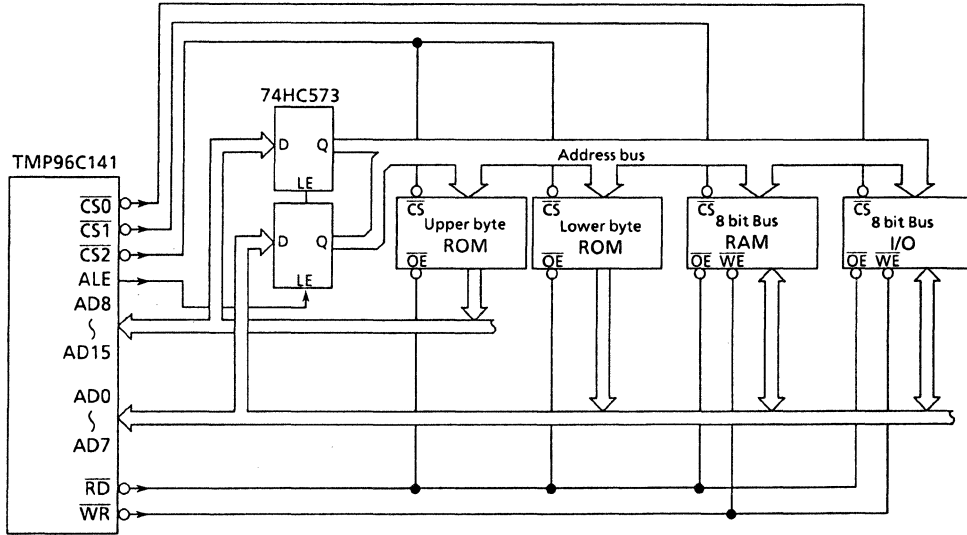 74HC573
D
Q
LE
D
Q
LE
TMP96C141
CS0
CS1
CS2
ALE
AD8
∫
AD15
AD0
∫
AD7
RD
WR
Address bus
CS
Upper byte
ROM
OE
CS
Lower byte
ROM
OE
CS
8 bit Bus
RAM
OE WE
CS
8 bit Bus
I/O
OE WE